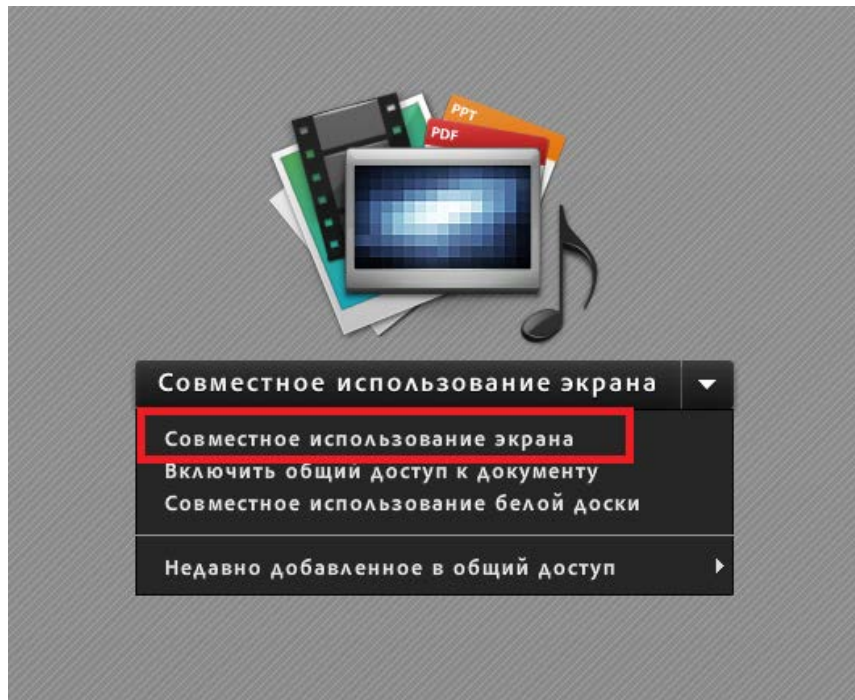 PPT
PDF
Совместное использование экрана
Совместное использование экрана
Включить общий доступ к документу
Совместное использование белой доски
Недавно добавленное в общий доступ